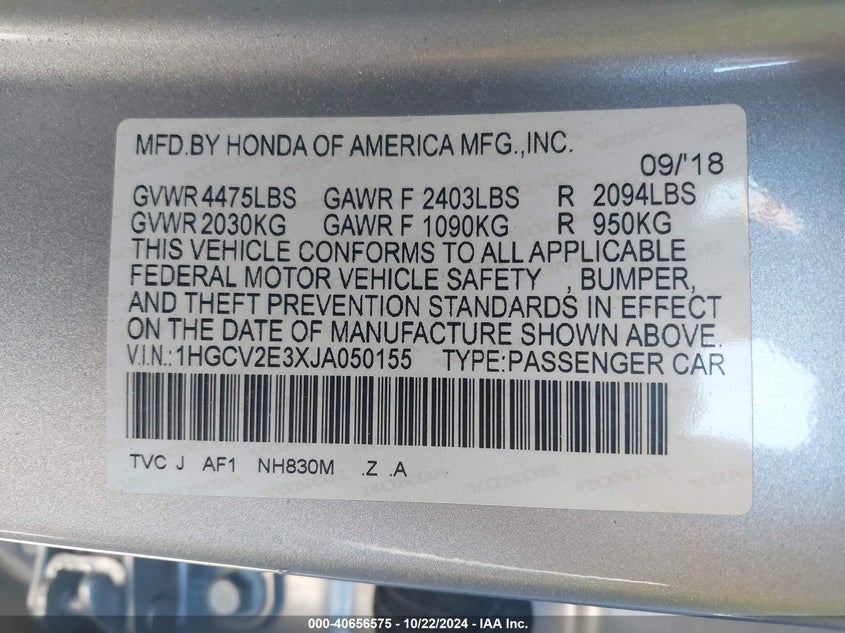 MFD.BY HONDA OF AMERICA MFG.,INC.
09/'18
GVWR 4475LBS GAWR F 2403LBS R 2094LBS
GVWR 2030KG GAWR F 1090KG R 950KG
THIS VEHICLE CONFORMS TO ALL APPLICABLE
FEDERAL MOTOR VEHICLE SAFETY , BUMPER,
AND THEFT PREVENTION STANDARDS IN EFFECT
ON THE DATE OF MANUFACTURE SHOWN ABOVE.
V.I.N.:1HGCV2E3XJA050155 TYPE:PASSENGER CAR
TVC J AF1 NH830M .Z .A
HONDA HONDA HONDA
000-40656575 - 10/22/2024 - IAA Inc.